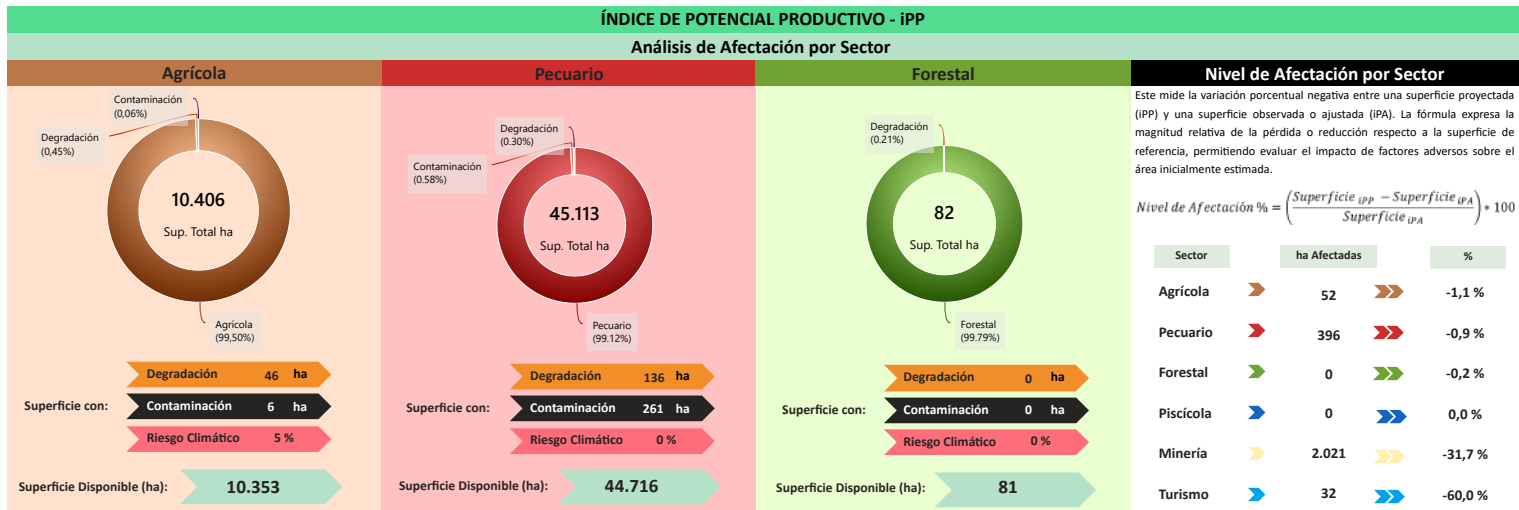 ÍNDICE DE POTENCIAL PRODUCTIVO - iPP
Análisis de Afectación por Sector
Agrícola
Contaminación
(0,06%)
Degradación
(0,45%)
10.406
Sup. Total ha
Agrícola
(99,50%)
Superficie con:
Degradación 46 ha
Contaminación 6 ha
Riesgo Climático 5 %
Superficie Disponible (ha): 10.353
Pecuario
Degradación
(0.30%)
Contaminación
(0.58%)
45.113
Sup. Total ha
Pecuario
(99.12%)
Superficie con:
Degradación 136 ha
Contaminación 261 ha
Riesgo Climático 0 %
Superficie Disponible (ha): 44.716
Forestal
Degradación
(0.21%)
82
Sup. Total ha
Forestal
(99.79%)
Superficie con:
Degradación 0 ha
Contaminación 0 ha
Riesgo Climático 0 %
Superficie Disponible (ha): 81
Nivel de Afectación por Sector
Este mide la variación porcentual negativa entre una superficie proyectada
(iPP) y una superficie observada o ajustada (iPA). La fórmula expresa la
magnitud relativa de la pérdida o reducción respecto a la superficie de
referencia, permitiendo evaluar el impacto de factores adversos sobre el
área inicialmente estimada.
Nivel de Afectación % = (Superficie iPP − Superficie iPA / Superficie iPA) * 100
Sector ha Afectadas %
Agrícola 52 -1,1 %
Pecuario 396 -0,9 %
Forestal 0 -0,2 %
Piscícola 0 0,0 %
Minería 2.021 -31,7 %
Turismo 32 -60,0 %